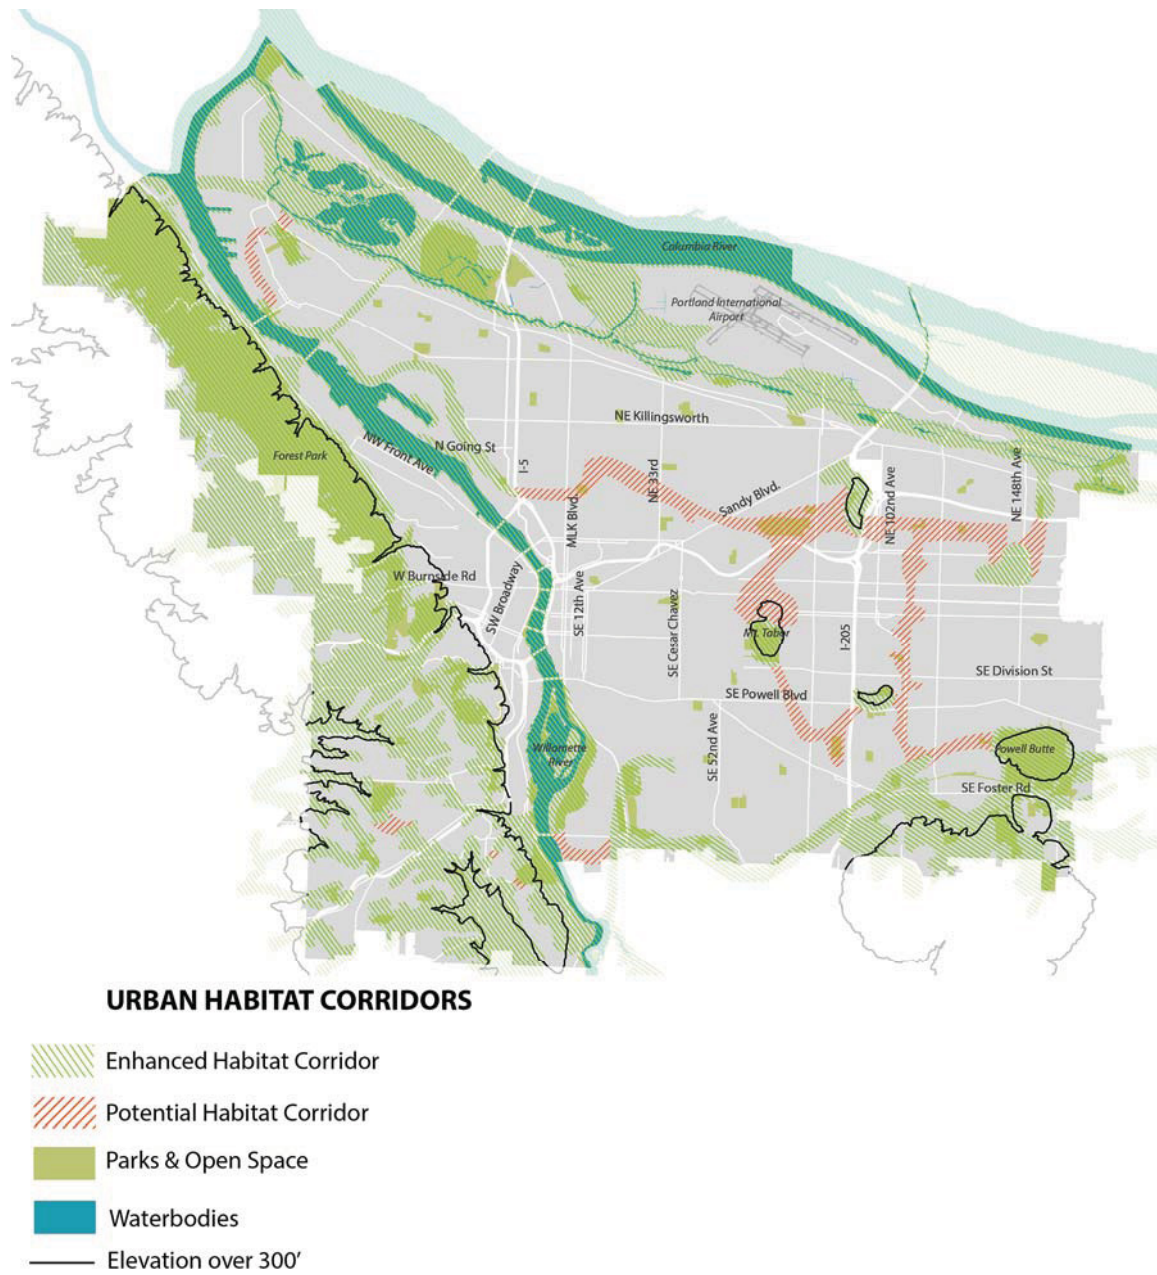 Columbia River
Portland International
Airport
NE Killingsworth
N Going St
NW Front Ave
Forest Park
I-5
NE 33rd
MLK Blvd.
Sandy Blvd.
NE 102nd Ave
NE 148th Ave
W Burnside Rd
SW Broadway
SE 12th Ave
SE Cesar Chavez
Mt. Tabor
I-205
SE Division St
SE Powell Blvd
Willamette
River
SE 52nd Ave
Powell Butte
SE Foster Rd
URBAN HABITAT CORRIDORS
Enhanced Habitat Corridor
Potential Habitat Corridor
Parks & Open Space
Waterbodies
Elevation over 300'